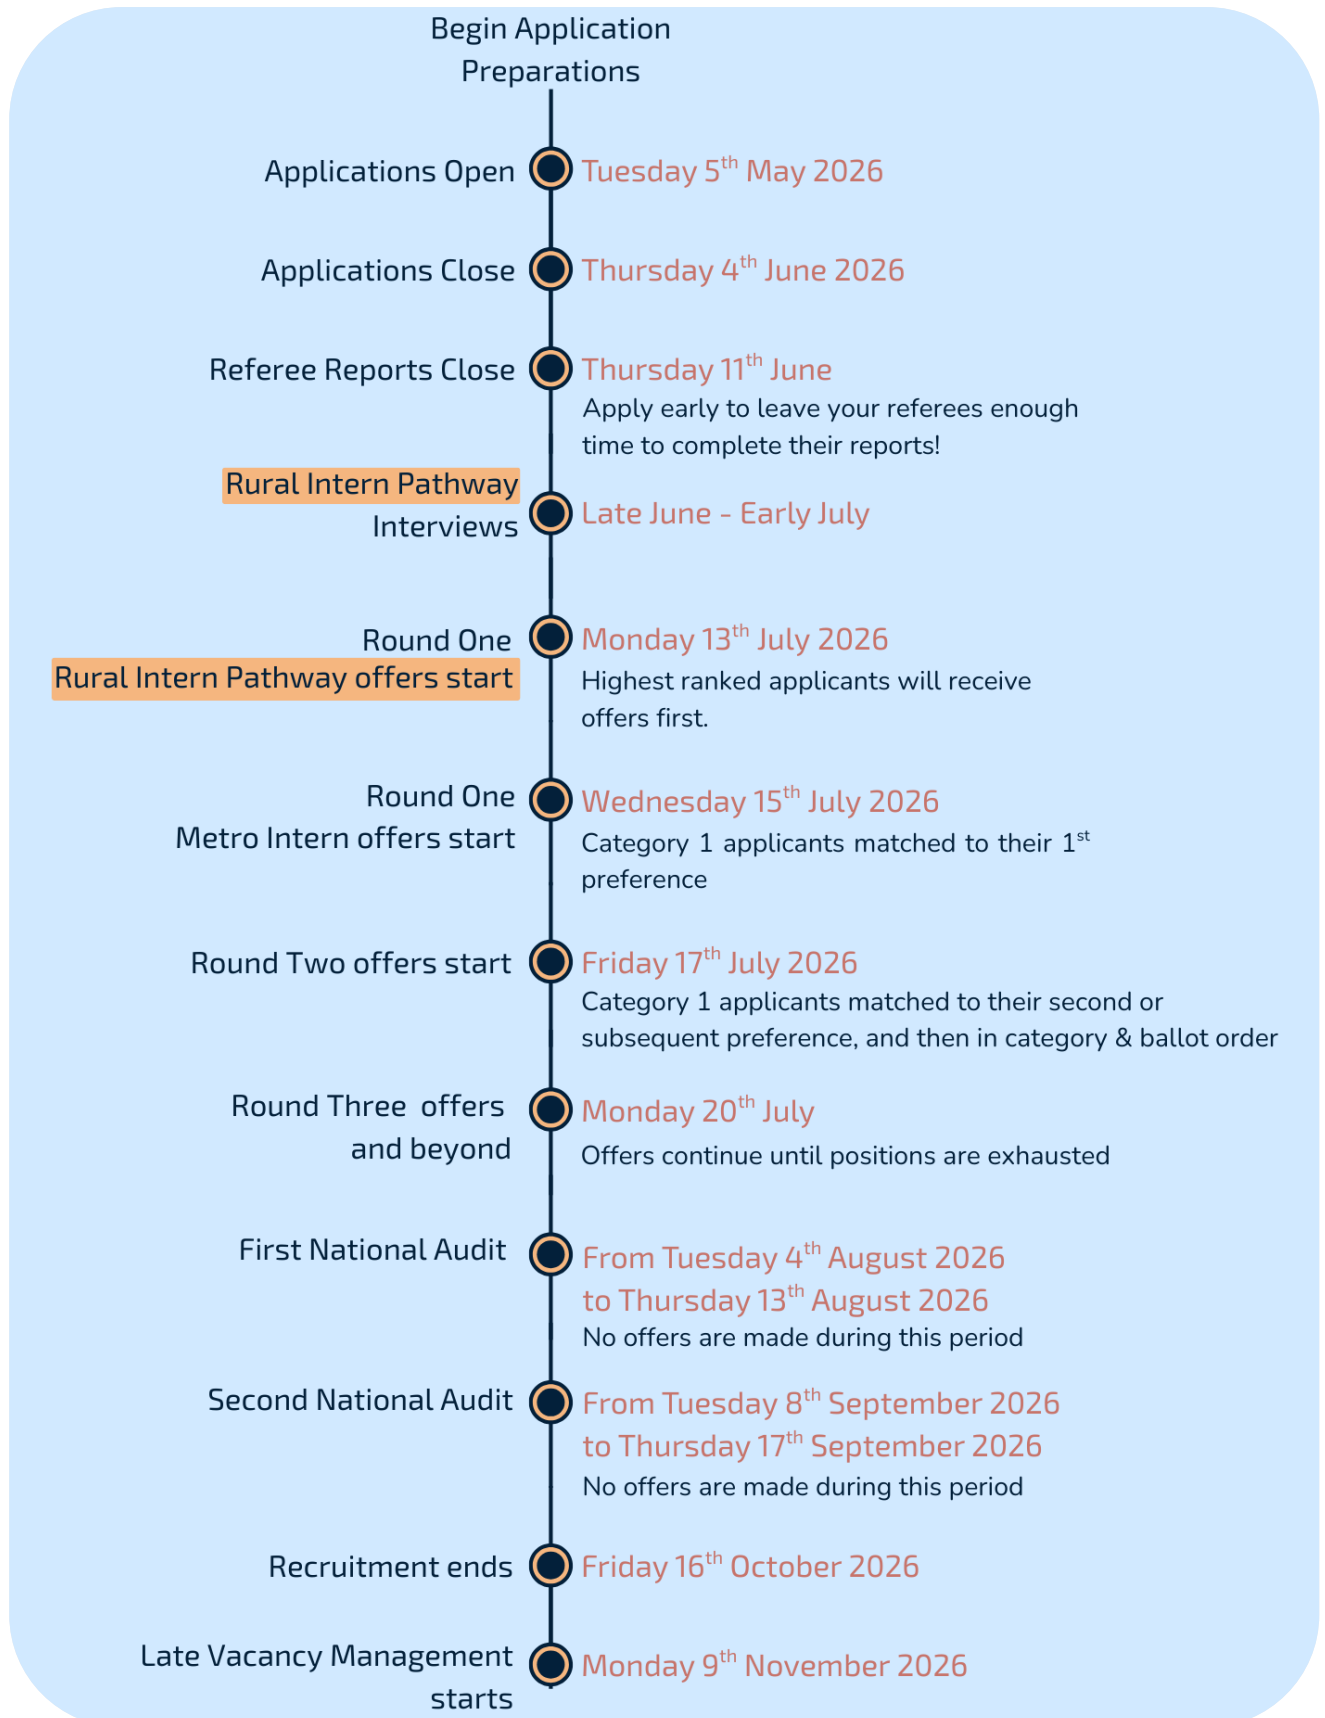 Begin Application
Preparations
Applications Open
Tuesday 5th May 2026
Applications Close
Thursday 4th June 2026
Referee Reports Close
Thursday 11th June
Apply early to leave your referees enough
time to complete their reports!
Rural Intern Pathway
Interviews
Late June - Early July
Round One
Rural Intern Pathway offers start
Monday 13th July 2026
Highest ranked applicants will receive
offers first.
Round One
Metro Intern offers start
Wednesday 15th July 2026
Category 1 applicants matched to their 1st
preference
Round Two offers start
Friday 17th July 2026
Category 1 applicants matched to their second or
subsequent preference, and then in category & ballot order
Round Three offers
and beyond
Monday 20th July
Offers continue until positions are exhausted
First National Audit
From Tuesday 4th August 2026
to Thursday 13th August 2026
No offers are made during this period
Second National Audit
From Tuesday 8th September 2026
to Thursday 17th September 2026
No offers are made during this period
Recruitment ends
Friday 16th October 2026
Late Vacancy Management
starts
Monday 9th November 2026